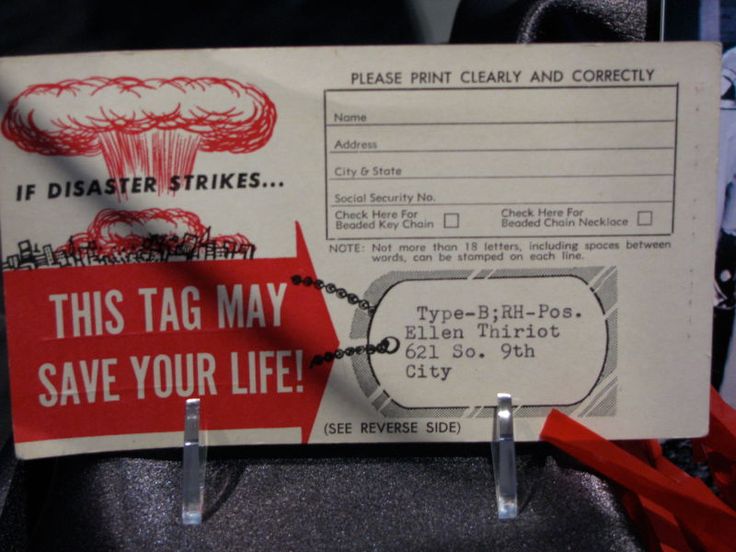 IF DISASTER STRIKES...
THIS TAG MAY
SAVE YOUR LIFE!
PLEASE PRINT CLEARLY AND CORRECTLY
Name
Address
City & State
Social Security No.
Check Here For
Beaded Key Chain
Check Here For
Beaded Chain Necklace
NOTE: Not more than 18 letters, including spaces between
words, can be stamped on each line.
Type-B;RH-Pos.
Ellen Thiriot
621 So. 9th
City
(SEE REVERSE SIDE)